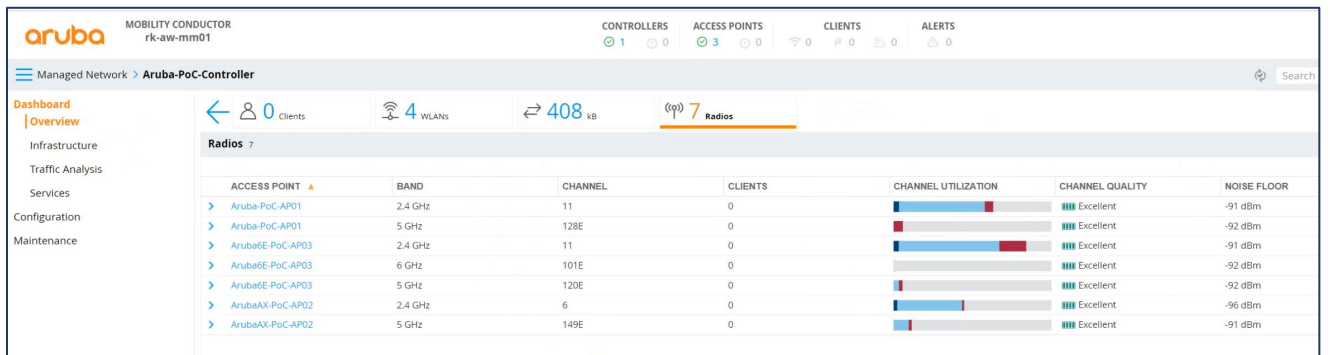 aruba
MOBILITY CONDUCTOR
rk-aw-mm01
CONTROLLERS ACCESS POINTS CLIENTS ALERTS
1 0 3 0 0 0 0 0
Managed Network > Aruba-PoC-Controller
Search
Dashboard
Overview
Infrastructure
Traffic Analysis
Services
Configuration
Maintenance
0 Clients 4 WLANs 408 kB 7 Radios
Radios 7
ACCESS POINT BAND CHANNEL CLIENTS CHANNEL UTILIZATION CHANNEL QUALITY NOISE FLOOR
Aruba-PoC-AP01 2.4 GHz 11 0 Excellent -91 dBm
Aruba-PoC-AP01 5 GHz 128E 0 Excellent -92 dBm
Aruba6E-PoC-AP03 2.4 GHz 11 0 Excellent -91 dBm
Aruba6E-PoC-AP03 6 GHz 101E 0 Excellent -92 dBm
Aruba6E-PoC-AP03 5 GHz 120E 0 Excellent -92 dBm
ArubaAX-PoC-AP02 2.4 GHz 6 0 Excellent -96 dBm
ArubaAX-PoC-AP02 5 GHz 149E 0 Excellent -91 dBm